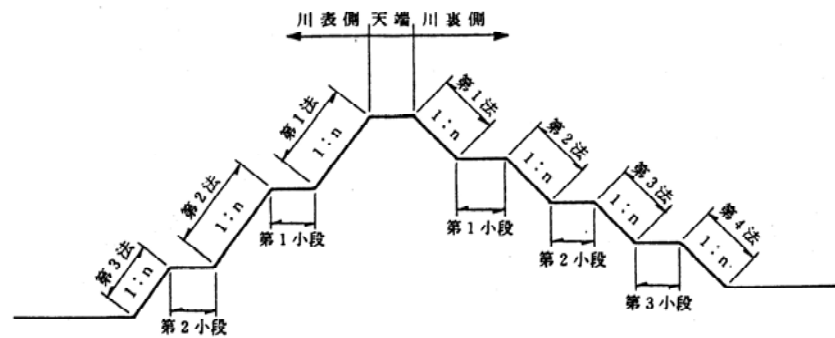 川表側 天端 川裏側
第1法
1:n
第2法
1:n
第3法
1:n
第1小段
第2小段
第1法
1:n
第2法
1:n
第3法
1:n
第4法
1:n
第1小段
第2小段
第3小段